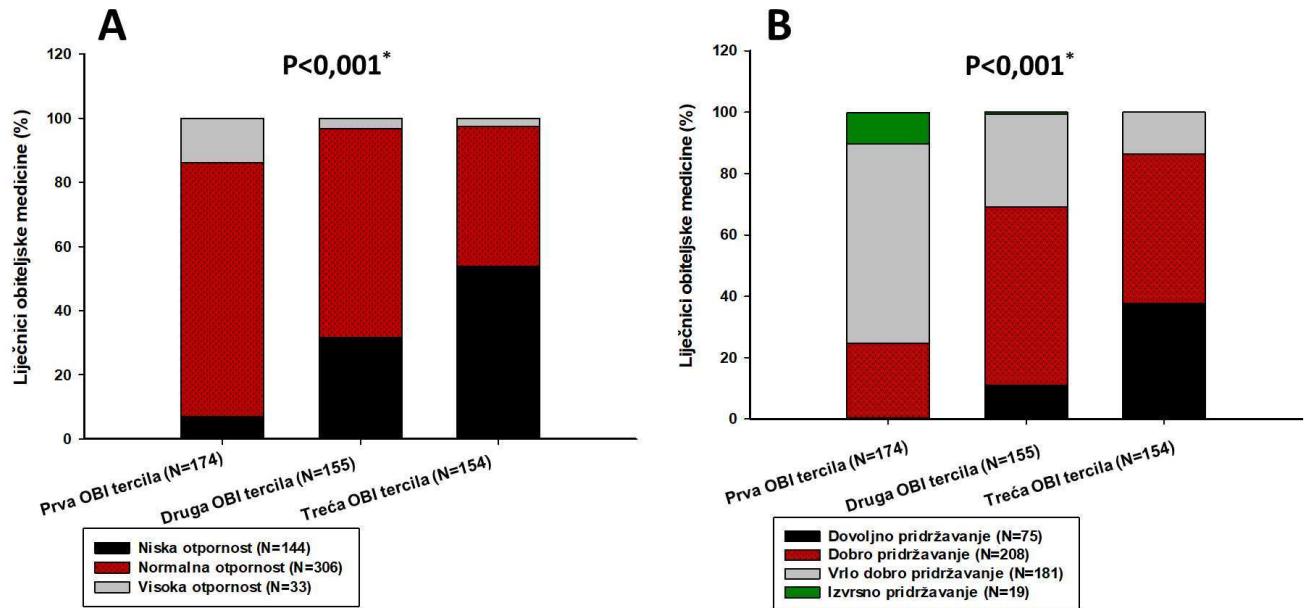 A
P<0,001*
Liječnici obiteljske medicine (%)
120
100
80
60
40
20
0
Prva OBI tercila (N=174)
Druga OBI tercila (N=155)
Treća OBI tercila (N=154)
Niska otpornost (N=144)
Normalna otpornost (N=306)
Visoka otpornost (N=33)
B
P<0,001*
Liječnici obiteljske medicine (%)
120
100
80
60
40
20
0
Prva OBI tercila (N=174)
Druga OBI tercila (N=155)
Treća OBI tercila (N=154)
Dovoljno pridržavanje (N=75)
Dobro pridržavanje (N=208)
Vrlo dobro pridržavanje (N=181)
Izvrsno pridržavanje (N=19)